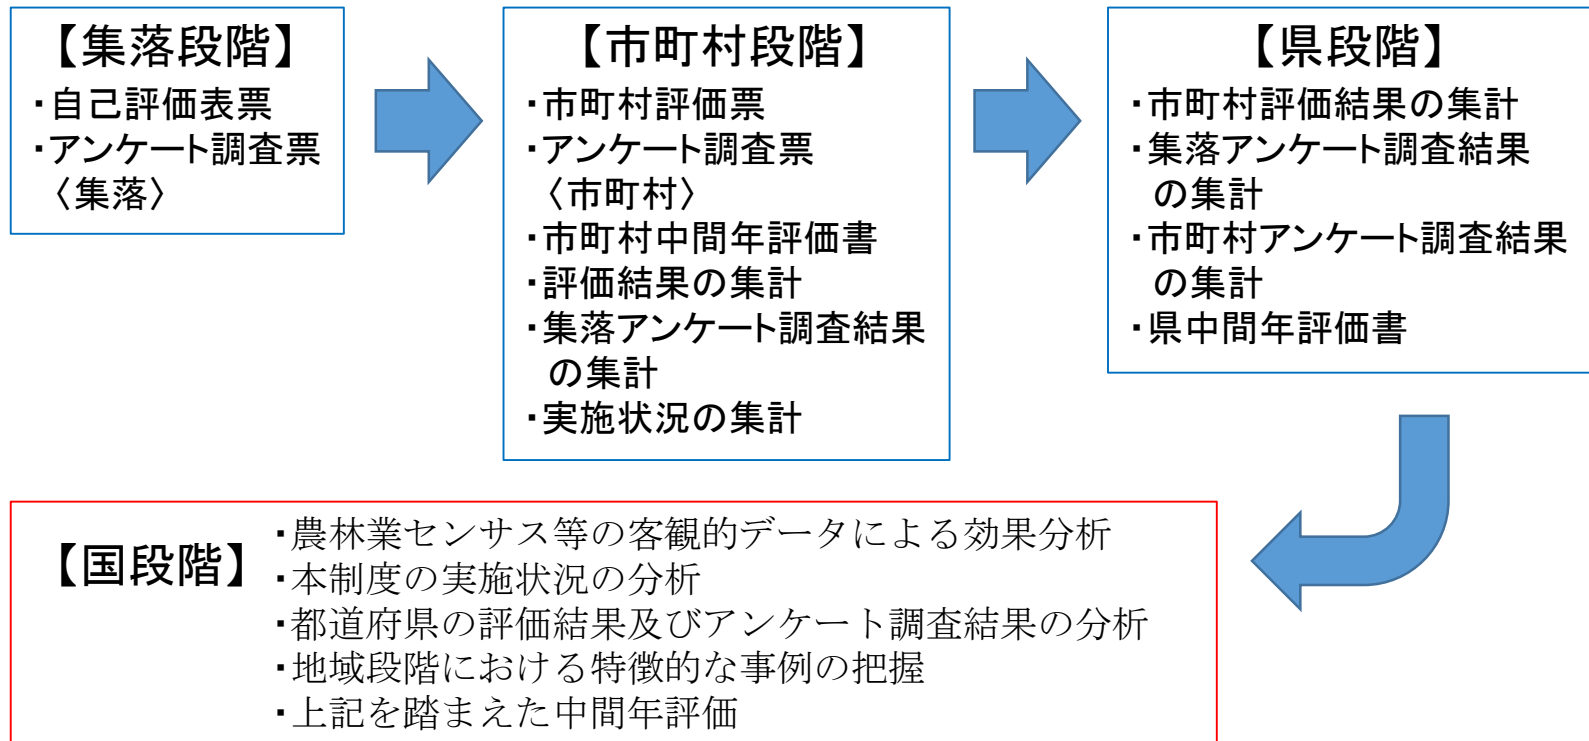 【集落段階】
・自己評価表票
・アンケート調査票
〈集落〉
【市町村段階】
・市町村評価票
・アンケート調査票
〈市町村〉
・市町村中間年評価書
・評価結果の集計
・集落アンケート調査結果
の集計
・実施状況の集計
【県段階】
・市町村評価結果の集計
・集落アンケート調査結果
の集計
・市町村アンケート調査結果
の集計
・県中間年評価書
【国段階】
・農林業センサス等の客観的データによる効果分析
・本制度の実施状況の分析
・都道府県の評価結果及びアンケート調査結果の分析
・地域段階における特徴的な事例の把握
・上記を踏まえた中間年評価